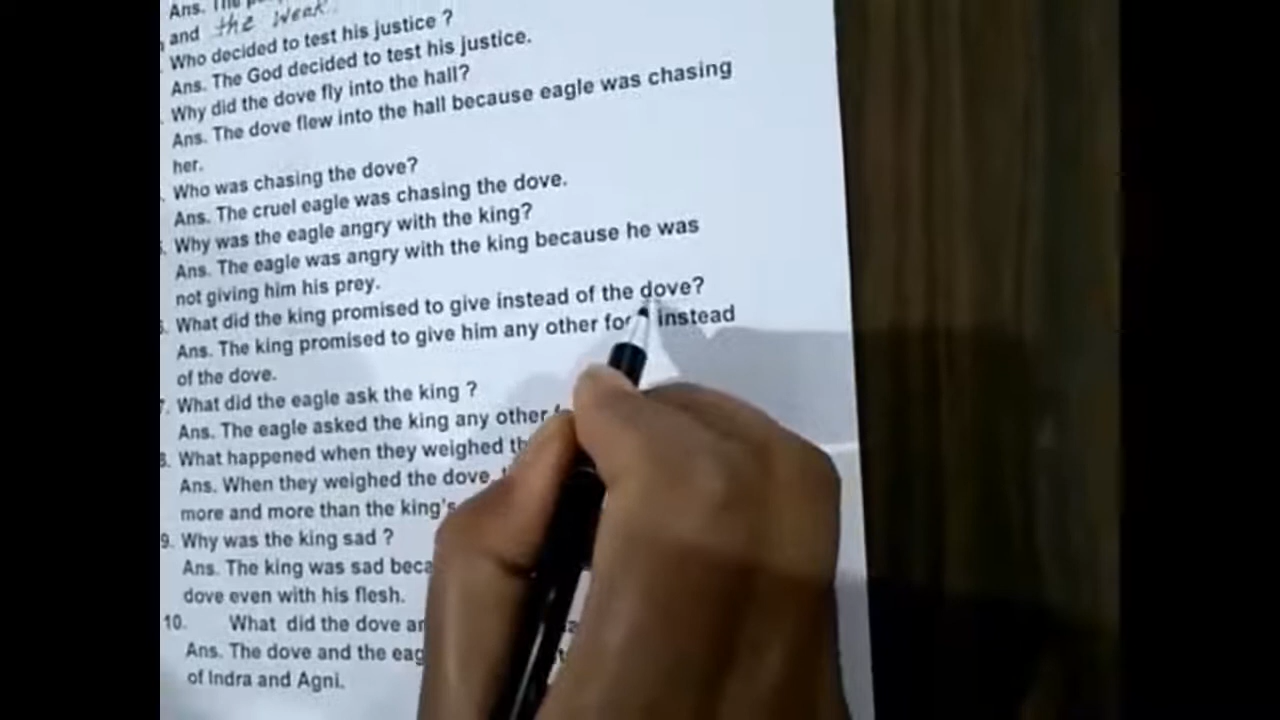 Ans. The
and the weak.
Who decided to test his justice ?
Ans. The God decided to test his justice.
Why did the dove fly into the hall?
Ans. The dove flew into the hall because eagle was chasing
her.
Who was chasing the dove?
Ans. The cruel eagle was chasing the dove.
Why was the eagle angry with the king?
Ans. The eagle was angry with the king because he was
not giving him his prey.
What did the king promised to give instead of the dove?
Ans. The king promised to give him any other instead
of the dove.
7. What did the eagle ask the king ?
Ans. The eagle asked the king any other
8. What happened when they weighed
Ans. When they weighed the dove,
more and more than the king's
9. Why was the king sad ?
Ans. The king was sad
dove even with his flesh.
10. What did the dove
Ans. The dove and the
of Indra and Agni.